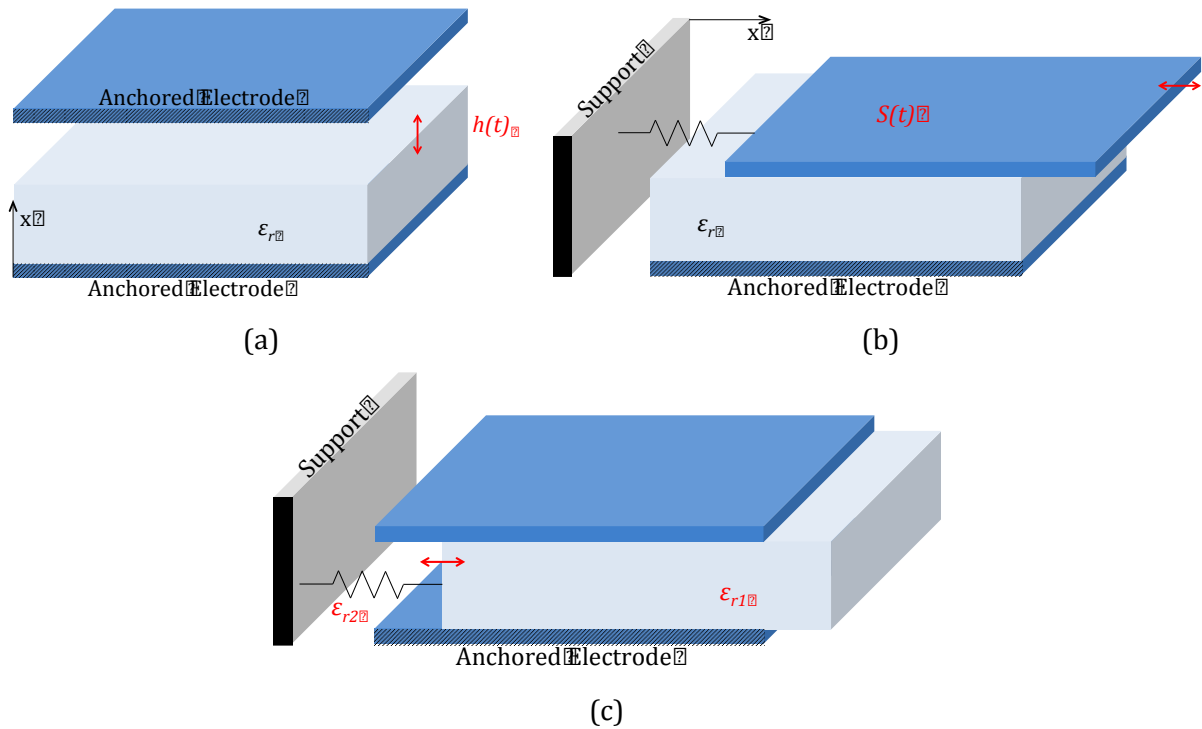 Anchored Electrode
h(t)
x
εr
Anchored Electrode
(a)
Support
x
S(t)
εr
Anchored Electrode
(b)
Support
εr2
εr1
Anchored Electrode
(c)